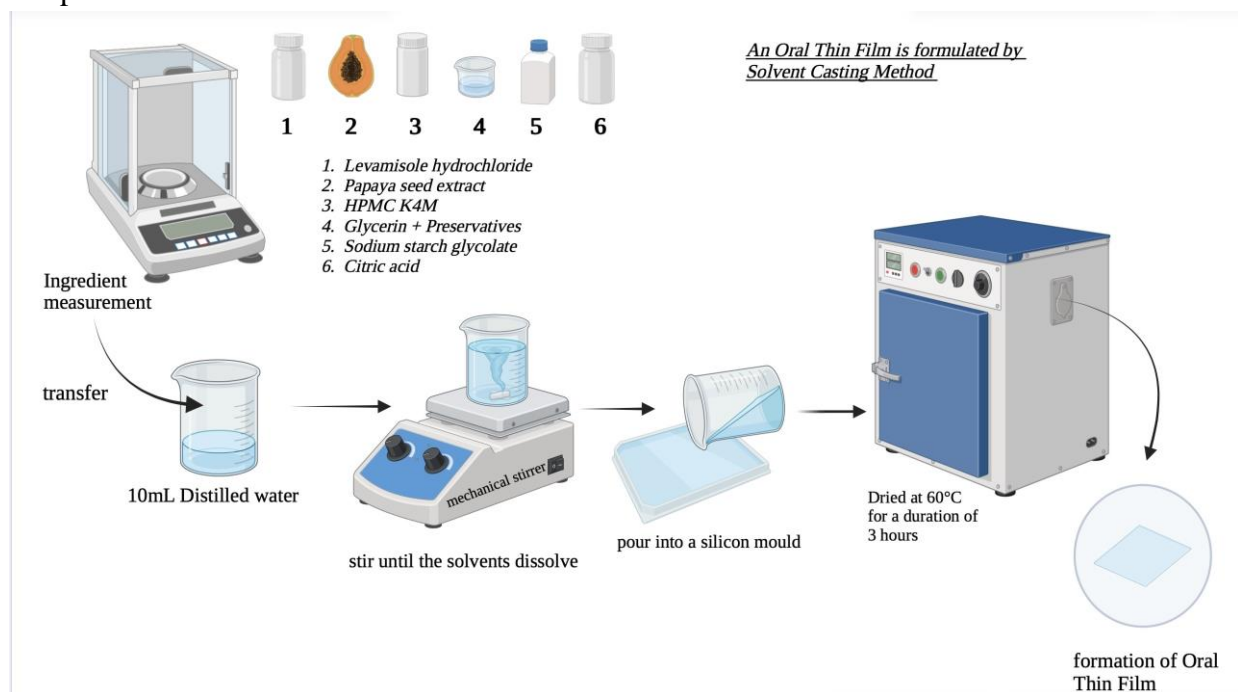 An Oral Thin Film is formulated by
Solvent Casting Method
1 2 3 4 5 6
1. Levamisole hydrochloride
2. Papaya seed extract
3. HPMC K4M
4. Glycerin + Preservatives
5. Sodium starch glycolate
6. Citric acid
Ingredient
measurement
transfer
10mL Distilled water
mechanical stirrer
stir until the solvents dissolve
pour into a silicon mould
Dried at 60°C
for a duration of
3 hours
formation of Oral
Thin Film